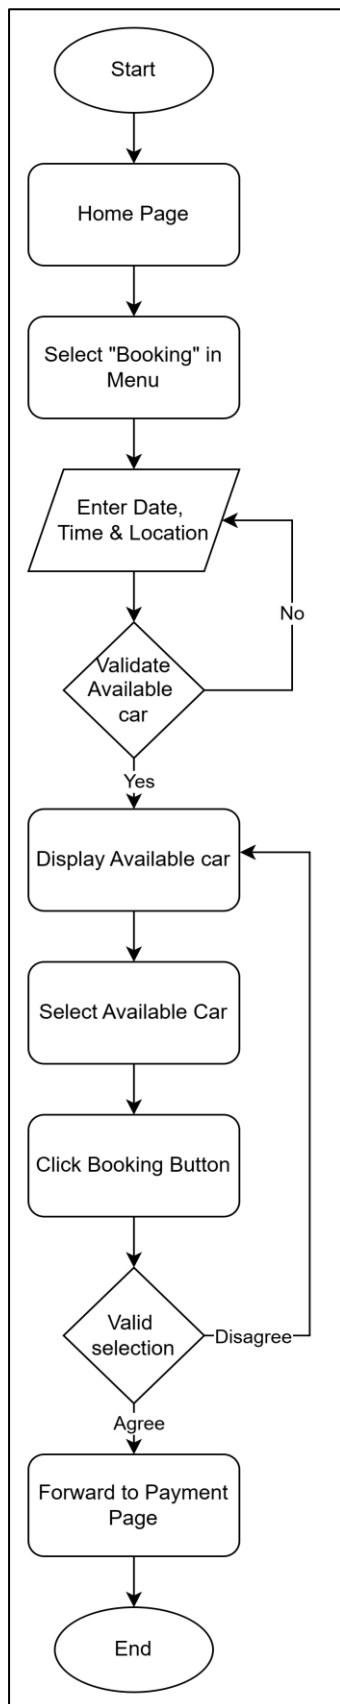 Start
Home Page
Select "Booking" in
Menu
Enter Date,
Time & Location
No
Validate
Available
car
Yes
Display Available car
Select Available Car
Click Booking Button
Valid
selection
Disagree
Agree
Forward to Payment
Page
End